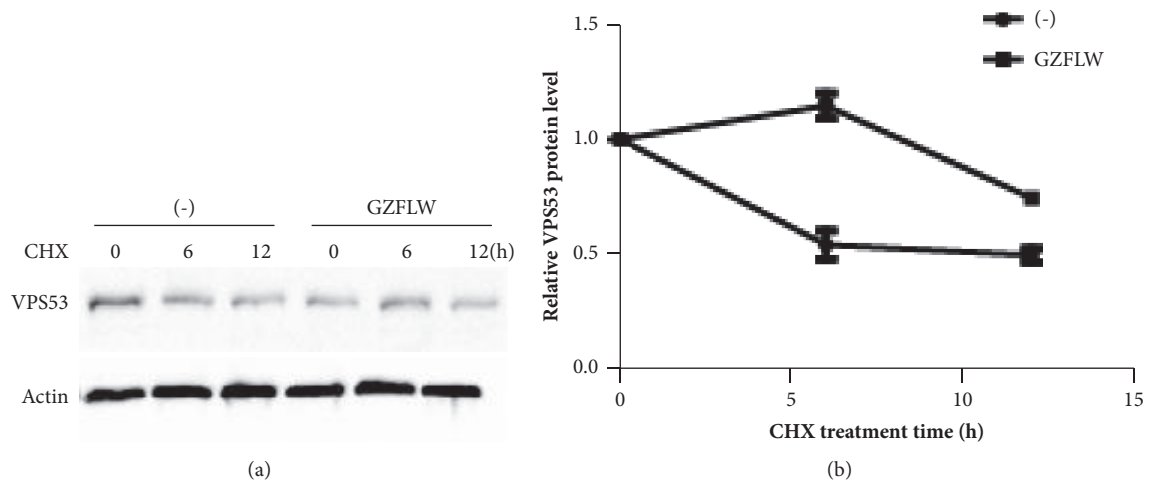 (-) GZFLW
CHX 0 6 12 0 6 12(h)
VPS53
Actin
(a)
1.5
1.0
0.5
0.0
Relative VPS53 protein level
(-)
GZFLW
0 5 10 15
CHX treatment time (h)
(b)